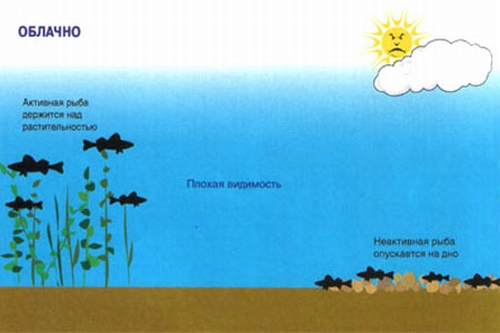 ОБЛАЧНО
Активная рыба
держится над
растительностью
Плохая видимость
Неактивная рыба
опускается на дно